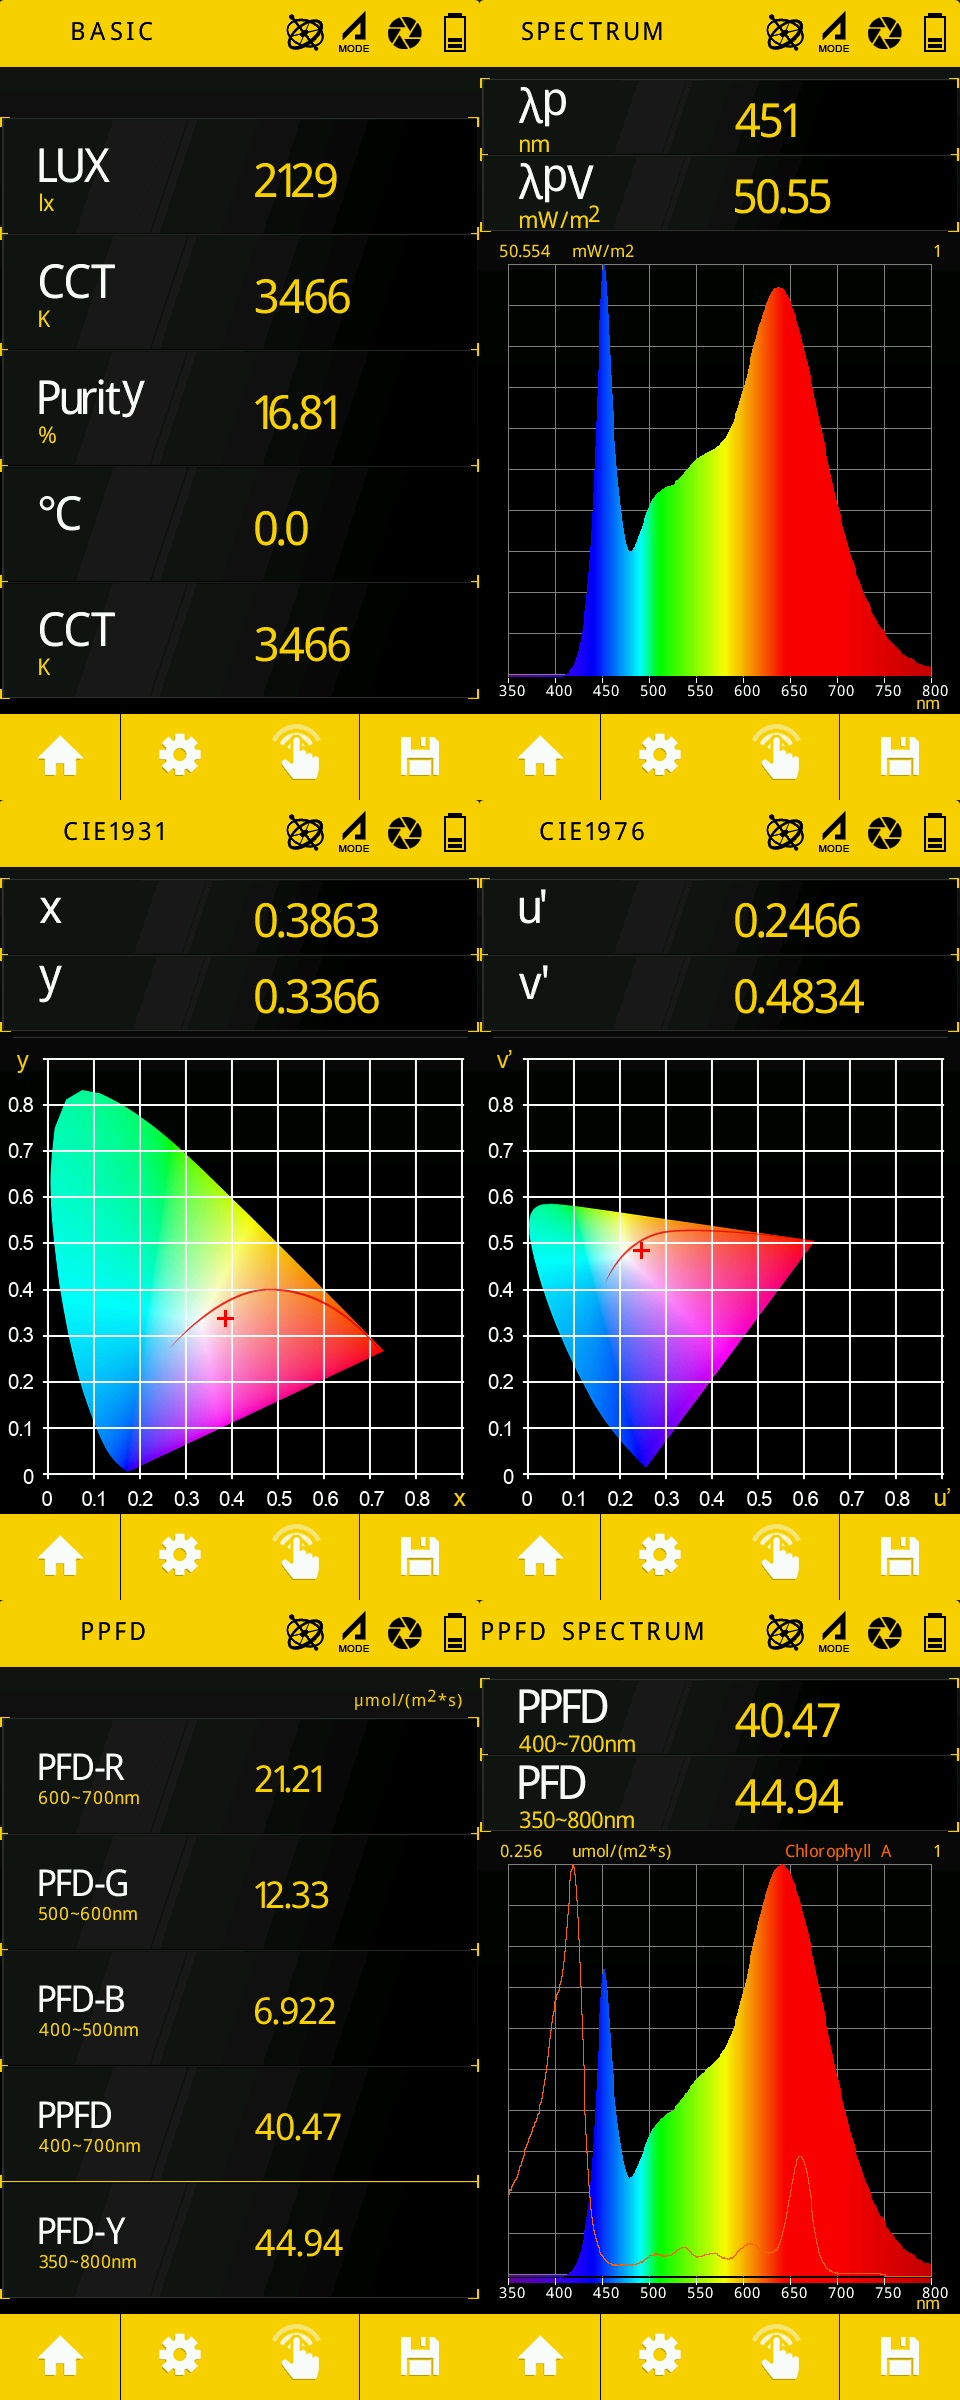 BASIC
MODE
LUX 2129
lx
CCT 3466
K
Purity 16.81
%
°C 0.0
CCT 3466
K
SPECTRUM
MODE
λp 451
nm
λpV 50.55
mW/m2
50.554 mW/m2 1
350 400 450 500 550 600 650 700 750 800
nm
CIE1931
MODE
x 0.3863
y 0.3366
y
0.8
0.7
0.6
0.5
0.4
0.3
0.2
0.1
0
0 0.1 0.2 0.3 0.4 0.5 0.6 0.7 0.8 x
CIE1976
MODE
u' 0.2466
v' 0.4834
v’
0.8
0.7
0.6
0.5
0.4
0.3
0.2
0.1
0
0 0.1 0.2 0.3 0.4 0.5 0.6 0.7 0.8 u’
PPFD
MODE
μmol/(m2*s)
PFD-R 21.21
600~700nm
PFD-G 12.33
500~600nm
PFD-B 6.922
400~500nm
PPFD 40.47
400~700nm
PFD-Y 44.94
350~800nm
PPFD SPECTRUM
MODE
PPFD 40.47
400~700nm
PFD 44.94
350~800nm
0.256 umol/(m2*s) Chlorophyll A 1
350 400 450 500 550 600 650 700 750 800
nm